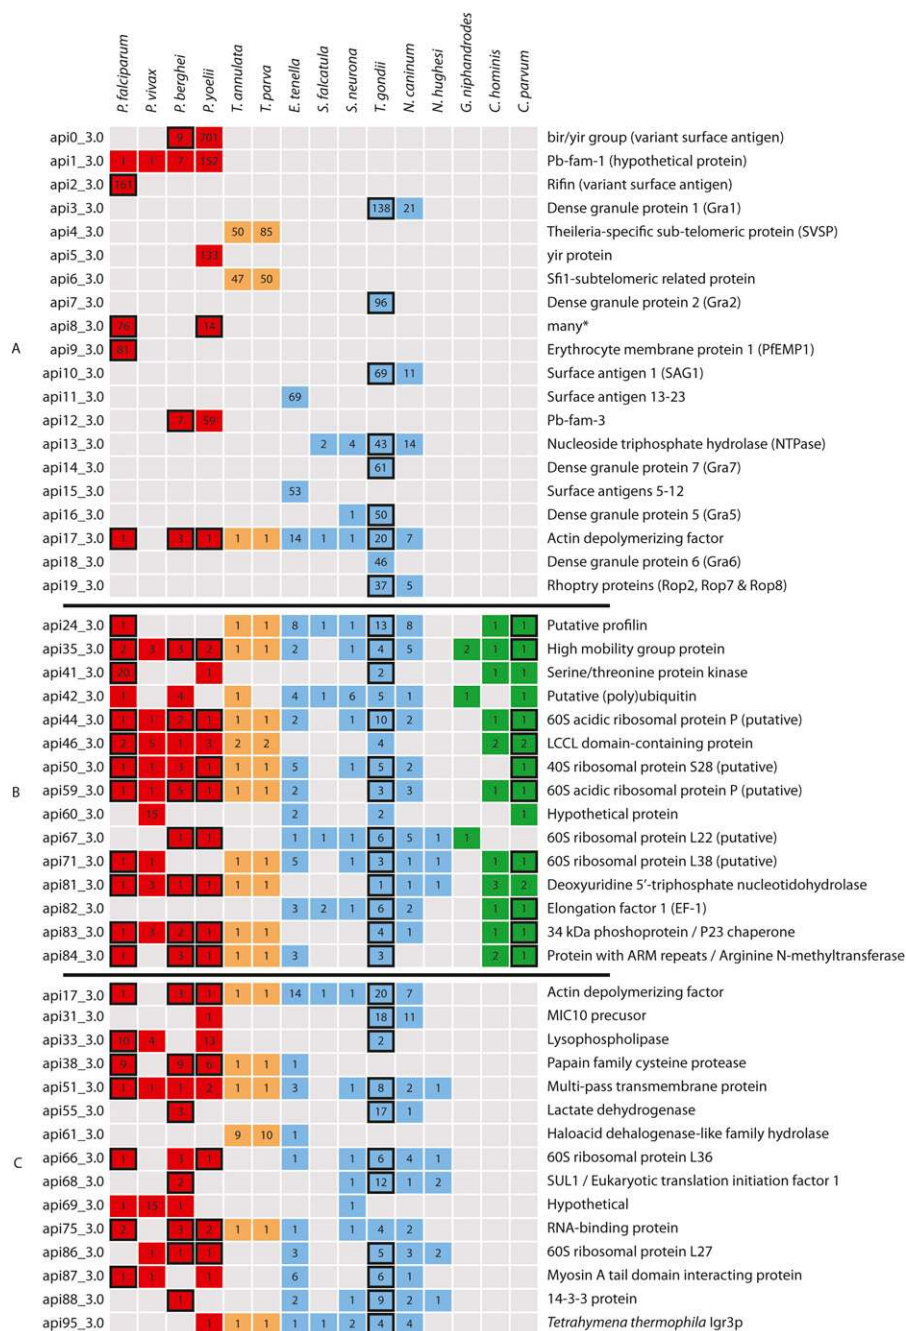 P. falciparum P. vivax P. berghei P. yoelii T. annulata T. parva E. tenella S. falcatula S. neurona T. gondii N. caninum N. hughesi G. niphandrodes C. hominis C. parvum
api0_3.0 9 701 bir/yir group (variant surface antigen)
api1_3.0 1 1 7 152 Pb-fam-1 (hypothetical protein)
api2_3.0 161 Rifin (variant surface antigen)
api3_3.0 138 21 Dense granule protein 1 (Gra1)
api4_3.0 50 85 Theileria-specific sub-telomeric protein (SVSP)
api5_3.0 133 yir protein
api6_3.0 47 50 Sfi1-subtelomeric related protein
api7_3.0 96 Dense granule protein 2 (Gra2)
api8_3.0 76 14 many*
A
api9_3.0 81 Erythrocyte membrane protein 1 (PfEMP1)
api10_3.0 69 11 Surface antigen 1 (SAG1)
api11_3.0 69 Surface antigen 13-23
api12_3.0 7 59 Pb-fam-3
api13_3.0 2 4 43 14 Nucleoside triphosphate hydrolase (NTPase)
api14_3.0 61 Dense granule protein 7 (Gra7)
api15_3.0 53 Surface antigens 5-12
api16_3.0 1 50 Dense granule protein 5 (Gra5)
api17_3.0 1 3 1 1 1 14 1 1 20 7 Actin depolymerizing factor
api18_3.0 46 Dense granule protein 6 (Gra6)
api19_3.0 37 5 Rhoptry proteins (Rop2, Rop7 & Rop8)
api24_3.0 1 1 1 8 1 1 13 8 1 1 Putative profilin
api35_3.0 2 3 3 2 1 1 2 1 4 5 2 1 1 High mobility group protein
api41_3.0 20 1 2 1 1 Serine/threonine protein kinase
api42_3.0 1 4 1 4 1 6 5 1 1 1 Putative (poly)ubiquitin
api44_3.0 1 1 2 1 1 1 2 1 10 2 1 1 60S acidic ribosomal protein P (putative)
api46_3.0 2 5 1 3 2 2 4 2 2 LCCL domain-containing protein
api50_3.0 1 1 3 1 1 1 5 1 5 2 1 40S ribosomal protein S28 (putative)
B
api59_3.0 1 1 5 1 1 1 2 3 3 1 1 60S acidic ribosomal protein P (putative)
api60_3.0 15 2 2 1 Hypothetical protein
api67_3.0 1 1 1 1 1 6 5 1 1 60S ribosomal protein L22 (putative)
api71_3.0 1 1 1 1 5 1 3 1 1 1 1 60S ribosomal protein L38 (putative)
api81_3.0 1 3 1 1 1 1 1 1 1 3 2 Deoxyuridine 5'-triphosphate nucleotidohydrolase
api82_3.0 3 2 1 6 2 1 1 Elongation factor 1 (EF-1)
api83_3.0 1 3 2 1 1 1 4 1 1 1 34 kDa phoshoprotein / P23 chaperone
api84_3.0 1 3 1 1 1 3 3 2 1 Protein with ARM repeats / Arginine N-methyltransferase
api17_3.0 1 3 1 1 1 14 1 1 20 7 Actin depolymerizing factor
api31_3.0 1 18 11 MIC10 precusor
api33_3.0 10 4 13 2 Lysophospholipase
api38_3.0 9 9 6 1 1 1 Papain family cysteine protease
api51_3.0 1 1 1 2 1 1 3 1 8 2 1 Multi-pass transmembrane protein
api55_3.0 3 17 1 Lactate dehydrogenase
api61_3.0 9 10 1 Haloacid dehalogenase-like family hydrolase
C
api66_3.0 1 3 1 1 1 6 4 1 60S ribosomal protein L36
api68_3.0 2 1 12 1 2 SUL1 / Eukaryotic translation initiation factor 1
api69_3.0 1 15 1 1 Hypothetical
api75_3.0 2 3 2 1 1 1 1 4 2 RNA-binding protein
api86_3.0 1 1 1 3 5 3 2 60S ribosomal protein L27
api87_3.0 1 1 1 6 6 1 Myosin A tail domain interacting protein
api88_3.0 1 2 1 9 2 1 14-3-3 protein
api95_3.0 1 1 1 1 1 2 4 4 Tetrahymena thermophila lgr3p